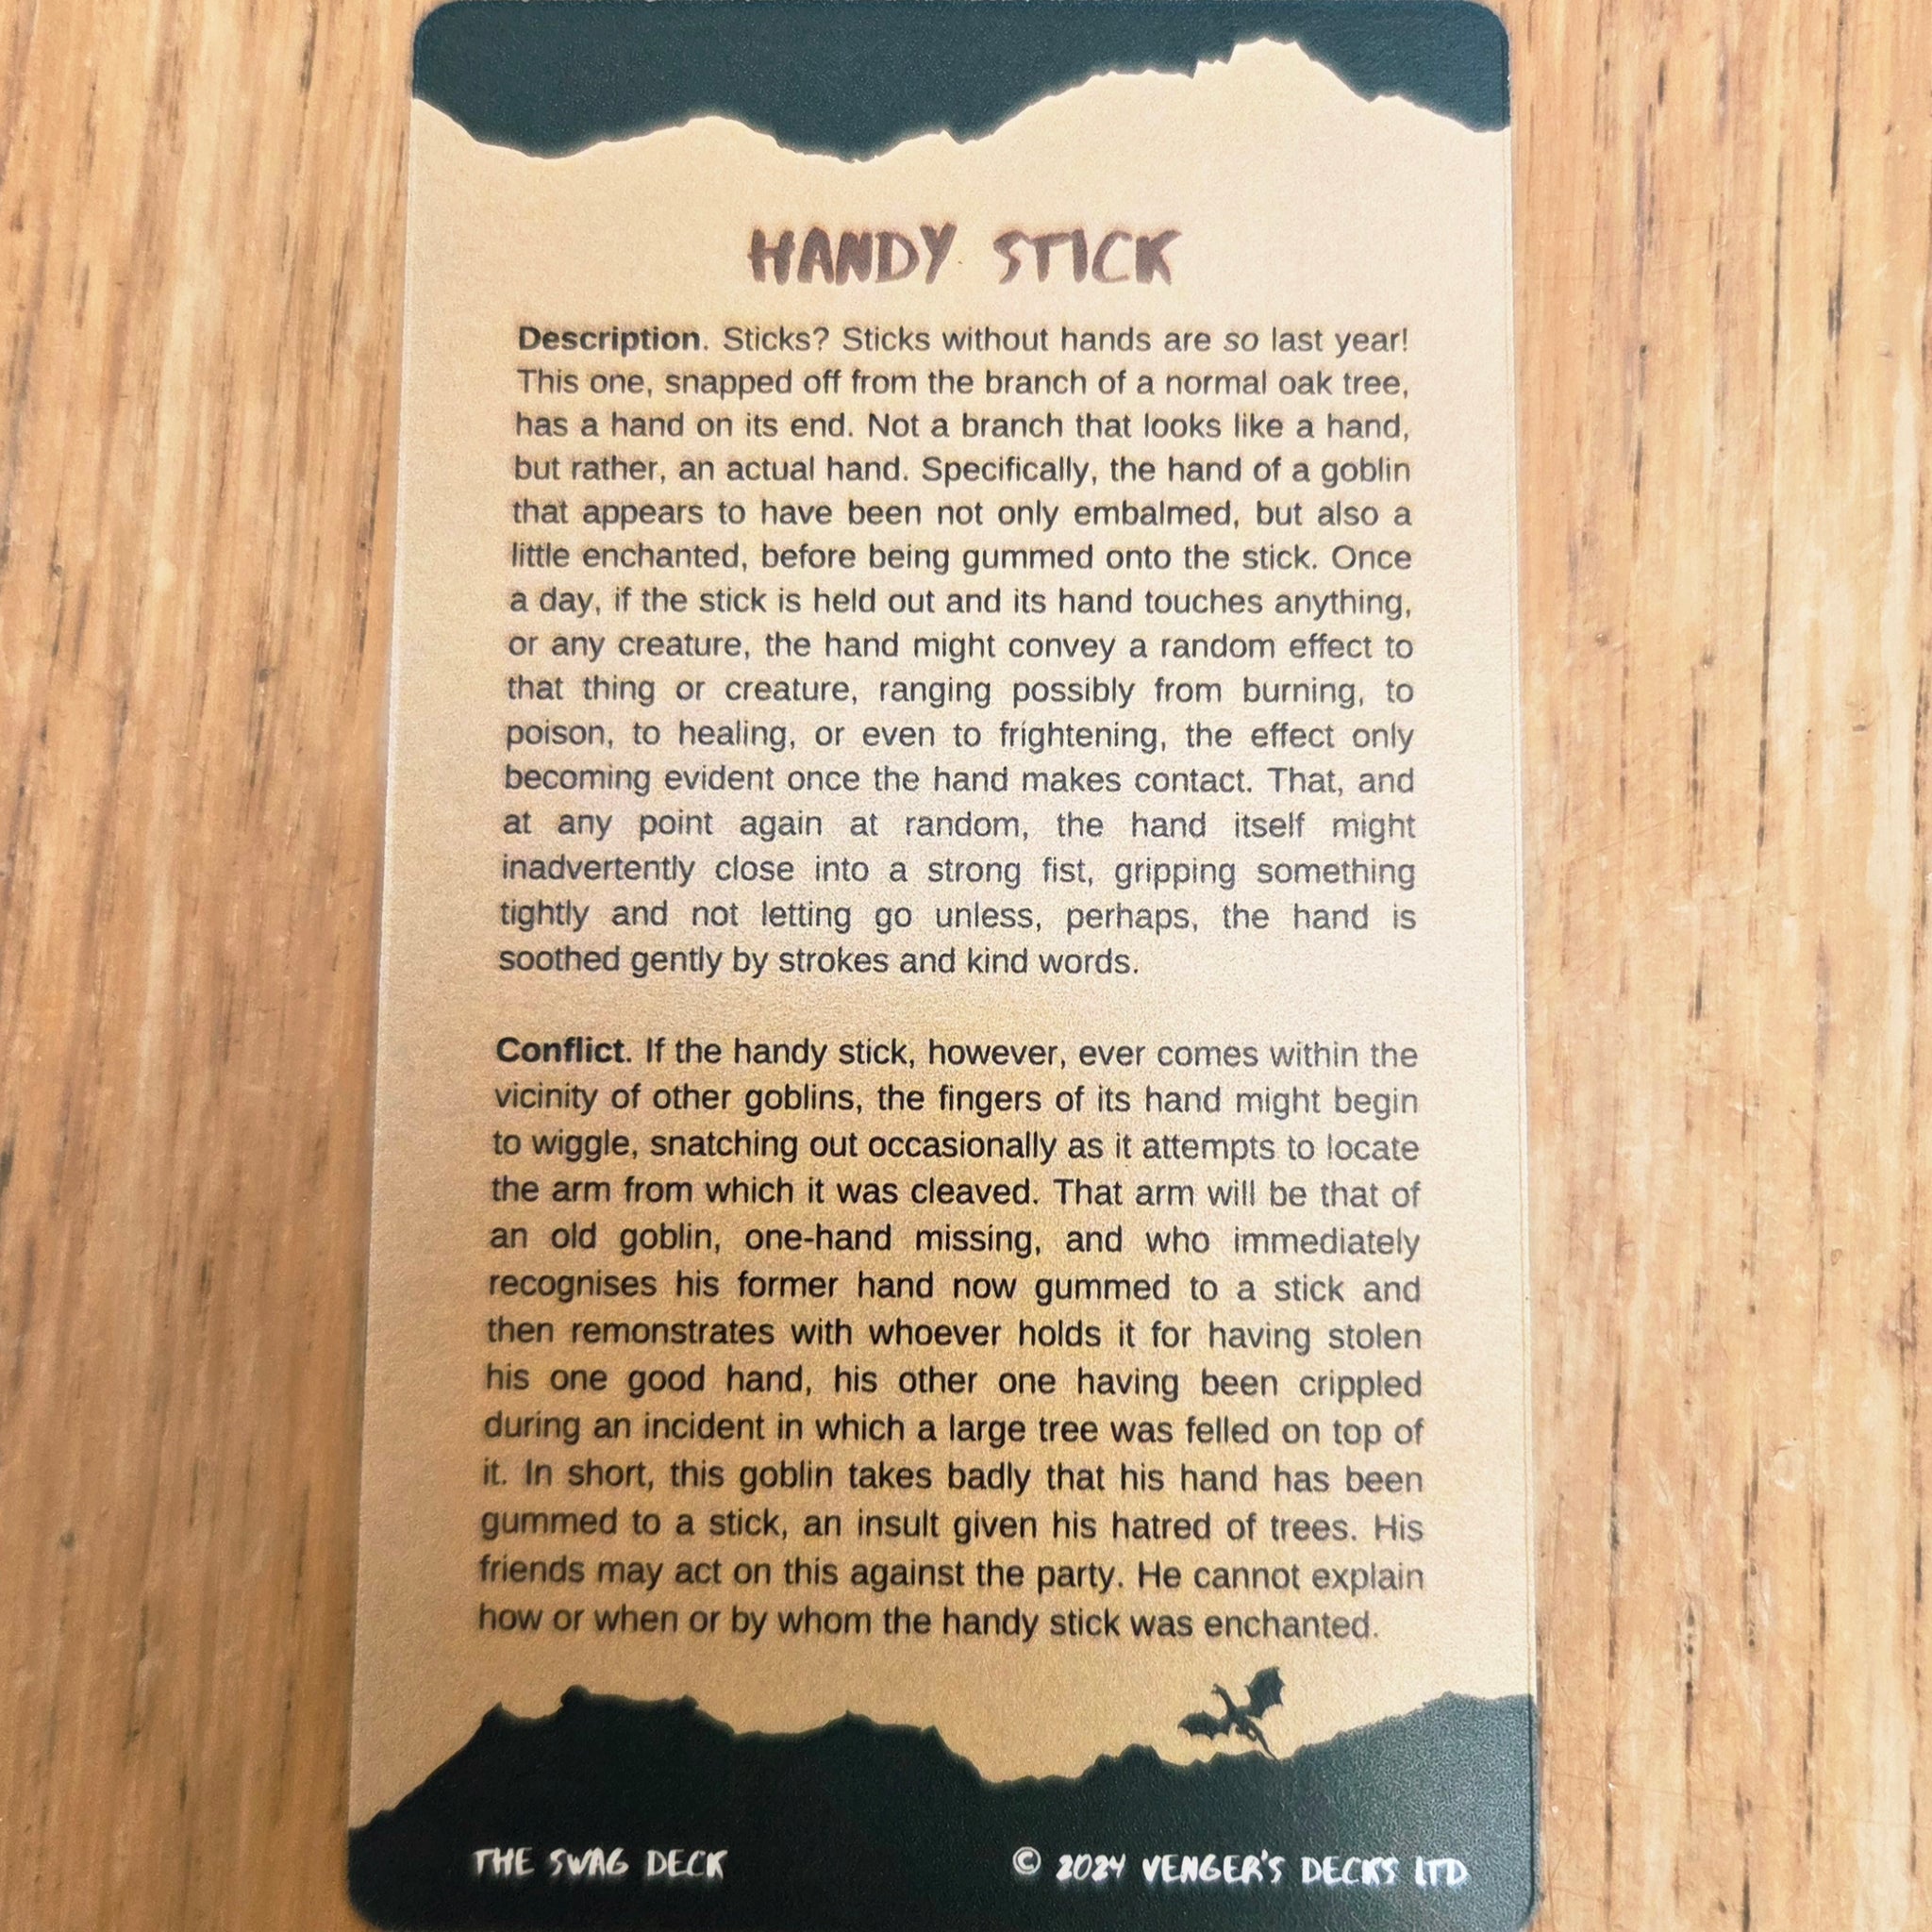 HANDY STICK
Description. Sticks? Sticks without hands are so last year!
This one, snapped off from the branch of a normal oak tree,
has a hand on its end. Not a branch that looks like a hand,
but rather, an actual hand. Specifically, the hand of a goblin
that appears to have been not only embalmed, but also a
little enchanted, before being gummed onto the stick. Once
a day, if the stick is held out and its hand touches anything,
or any creature, the hand might convey a random effect to
that thing or creature, ranging possibly from burning, to
poison, to healing, or even to frightening, the effect only
becoming evident once the hand makes contact. That, and
at any point again at random, the hand itself might
inadvertently close into a strong fist, gripping something
tightly and not letting go unless, perhaps, the hand is
soothed gently by strokes and kind words.
Conflict. If the handy stick, however, ever comes within the
vicinity of other goblins, the fingers of its hand might begin
to wiggle, snatching out occasionally as it attempts to locate
the arm from which it was cleaved. That arm will be that of
an old goblin, one-hand missing, and who immediately
recognises his former hand now gummed to a stick and
then remonstrates with whoever holds it for having stolen
his one good hand, his other one having been crippled
during an incident in which a large tree was felled on top of
it. In short, this goblin takes badly that his hand has been
gummed to a stick, an insult given his hatred of trees. His
friends may act on this against the party. He cannot explain
how or when or by whom the handy stick was enchanted.
THE SWAG DECK
© 2024 VENGER'S DECKS LTD